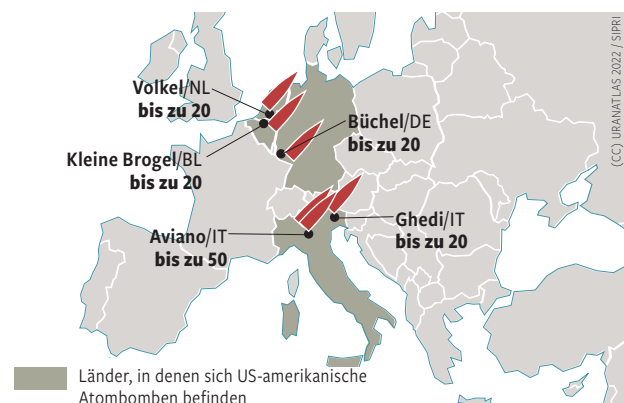 Volkel/NL
bis zu 20
Kleine Brogel/BL
bis zu 20
Büchel/DE
bis zu 20
Aviano/IT
bis zu 50
Ghedi/IT
bis zu 20
Länder, in denen sich US-amerikanische
Atombomben befinden
(CC) URANATLAS 2022 / SIPRI